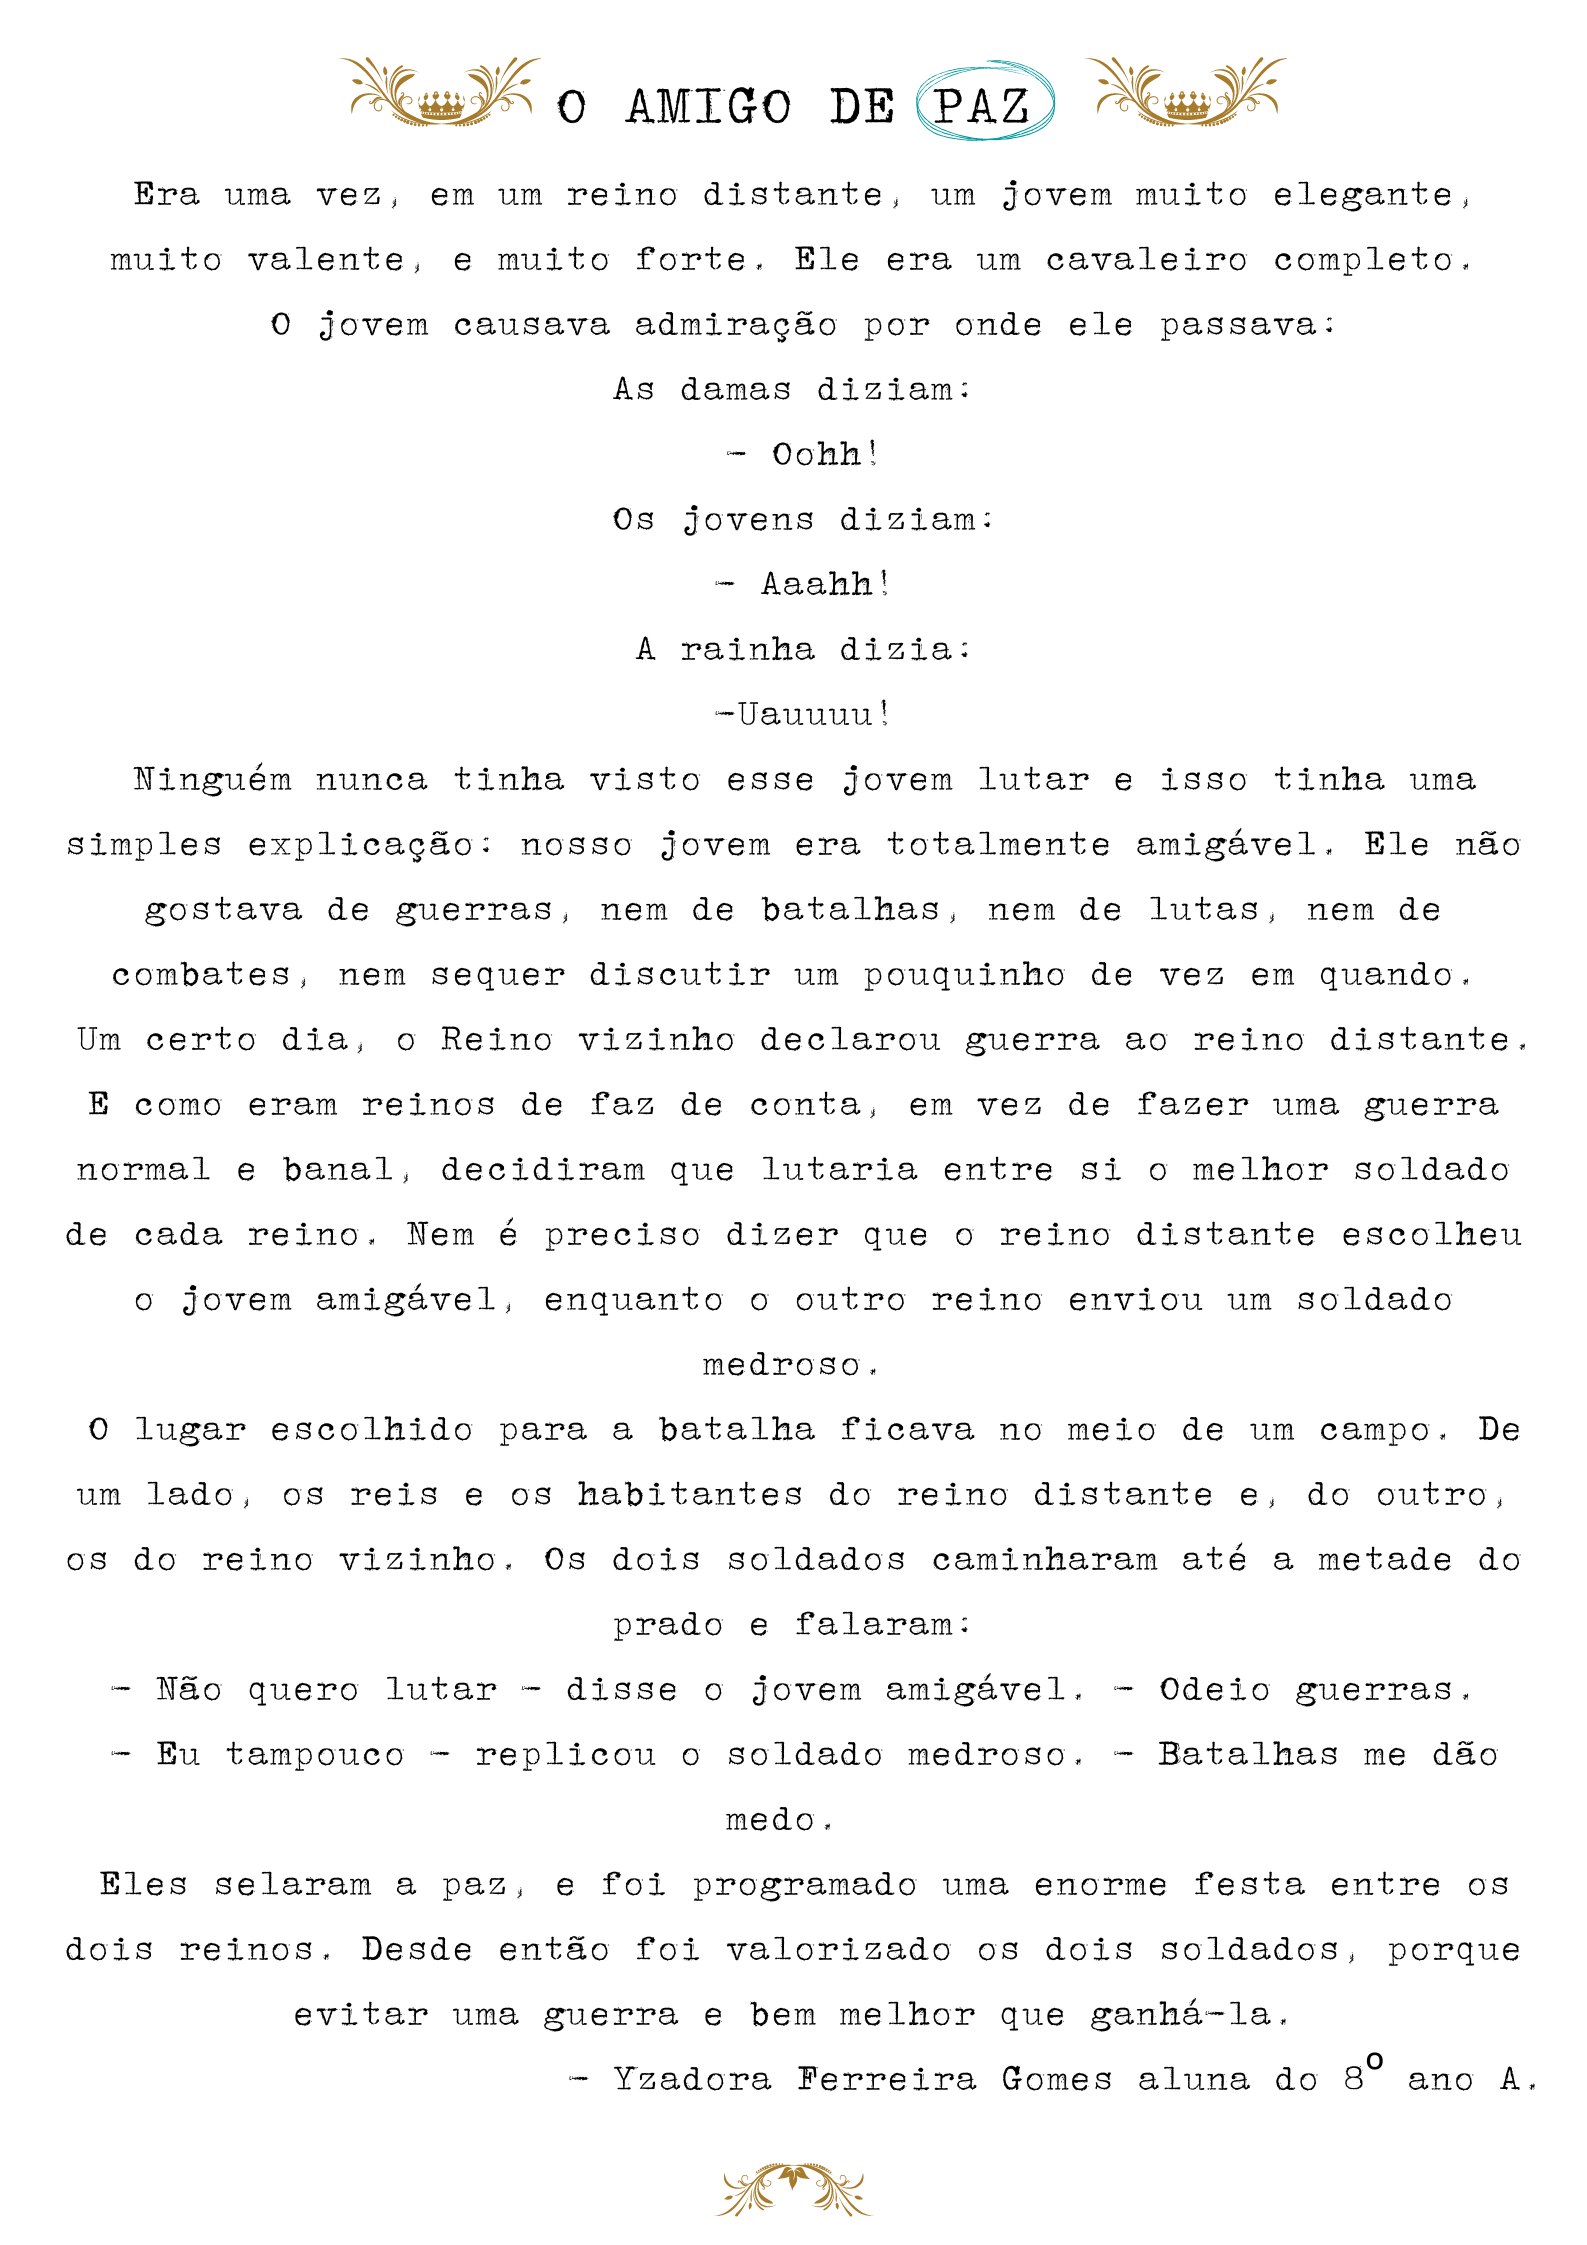 O AMIGO DE PAZ
Era uma vez, em um reino distante, um jovem muito elegante,
muito valente, e muito forte. Ele era um cavaleiro completo.
O jovem causava admiração por onde ele passava:
As damas diziam:
- Oohh!
Os jovens diziam:
- Aaahh!
A rainha dizia:
-Uauuuu!
Ninguém nunca tinha visto esse jovem lutar e isso tinha uma
simples explicação: nosso jovem era totalmente amigável. Ele não
gostava de guerras, nem de batalhas, nem de lutas, nem de
combates, nem sequer discutir um pouquinho de vez em quando.
Um certo dia, o Reino vizinho declarou guerra ao reino distante.
E como eram reinos de faz de conta, em vez de fazer uma guerra
normal e banal, decidiram que lutaria entre si o melhor soldado
de cada reino. Nem é preciso dizer que o reino distante escolheu
o jovem amigável, enquanto o outro reino enviou um soldado
medroso.
O lugar escolhido para a batalha ficava no meio de um campo. De
um lado, os reis e os habitantes do reino distante e, do outro,
os do reino vizinho. Os dois soldados caminharam até a metade do
prado e falaram:
- Não quero lutar - disse o jovem amigável. - Odeio guerras.
- Eu tampouco - replicou o soldado medroso. - Batalhas me dão
medo.
Eles selaram a paz, e foi programado uma enorme festa entre os
dois reinos. Desde então foi valorizado os dois soldados, porque
evitar uma guerra e bem melhor que ganhá-la.
- Yzadora Ferreira Gomes aluna do 8º ano A.